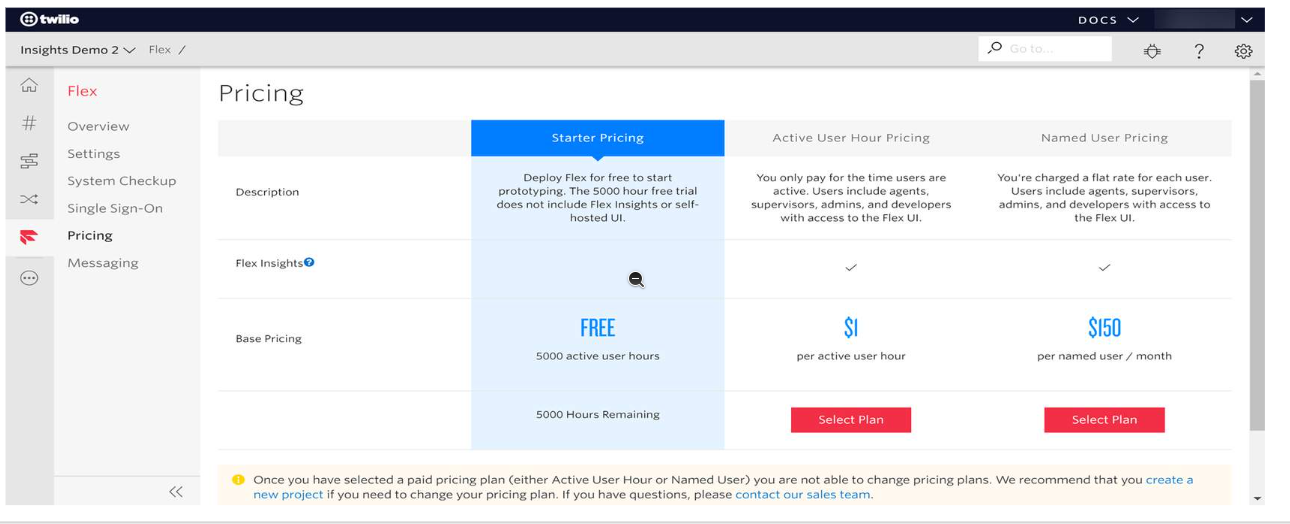 twilio
DOCS
Insights Demo 2 Flex /
Go to...
Flex
Overview
Settings
System Checkup
Single Sign-On
Pricing
Messaging
Pricing
Starter Pricing
Active User Hour Pricing
Named User Pricing
Description
Deploy Flex for free to start
prototyping. The 5000 hour free trial
does not include Flex Insights or self-
hosted UI.
You only pay for the time users are
active. Users include agents,
supervisors, admins, and developers
with access to the Flex UI.
You're charged a flat rate for each user.
Users include agents, supervisors,
admins, and developers with access to
the Flex UI.
Flex Insights
Base Pricing
FREE
5000 active user hours
$1
per active user hour
$150
per named user / month
5000 Hours Remaining
Select Plan
Select Plan
Once you have selected a paid pricing plan (either Active User Hour or Named User) you are not able to change pricing plans. We recommend that you create a
new project if you need to change your pricing plan. If you have questions, please contact our sales team.